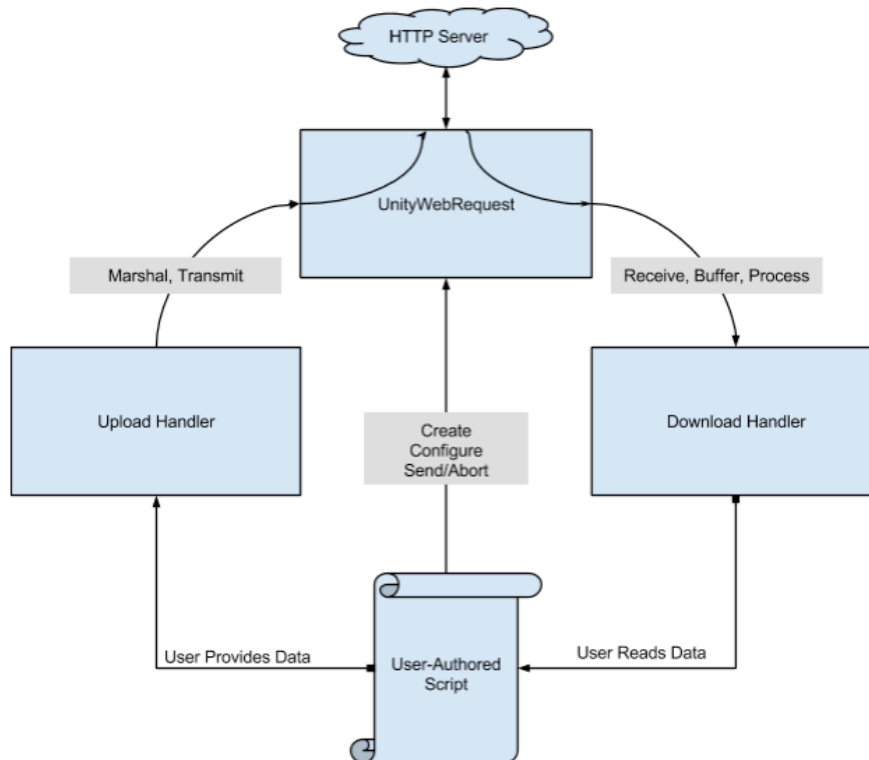 HTTP Server
UnityWebRequest
Marshal, Transmit
Receive, Buffer, Process
Upload Handler
Create
Configure
Send/Abort
Download Handler
User Provides Data
User-Authored
Script
User Reads Data